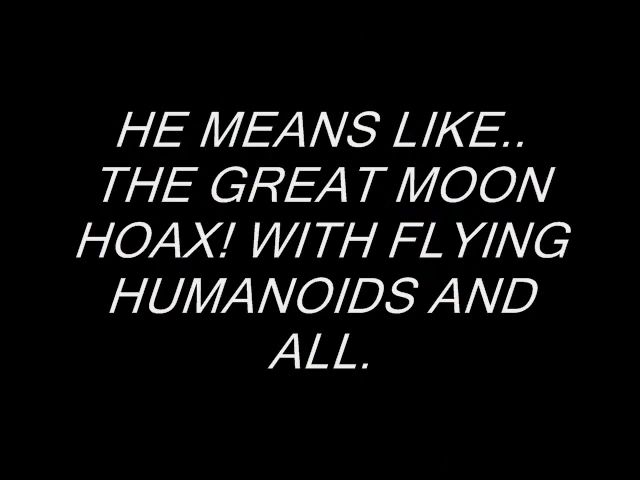 HE MEANS LIKE..
THE GREAT MOON
HOAX! WITH FLYING
HUMANOIDS AND
ALL.